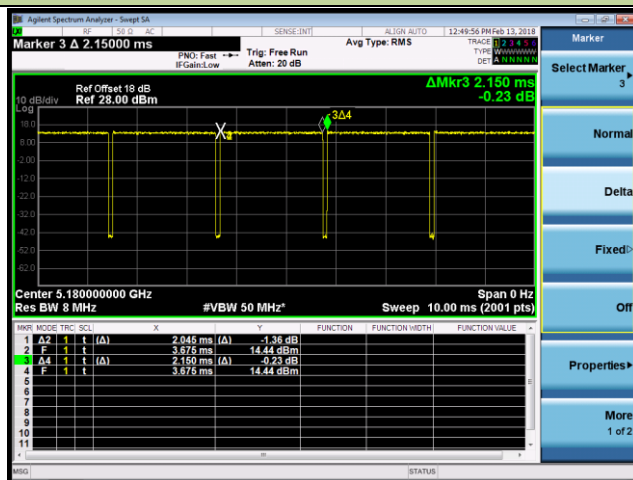 Agilent Spectrum Analyzer - Swept SA
RF 50 Ω AC SENSE:INT ALIGN AUTO 12:49:56 PM Feb 13, 2018
Marker 3 Δ 2.15000 ms
PNO: Fast Trig: Free Run Avg Type: RMS TRACE 1 2 3 4 5 6
IFGain:Low Atten: 20 dB TYPE WWWWWW
DET A N N N N N
Ref Offset 18 dB ΔMkr3 2.150 ms
10 dB/div Ref 28.00 dBm -0.23 dB
Log
18.0
8.00
-2.00
-12.0
-22.0
-32.0
-42.0
-52.0
-62.0
3Δ4
Center 5.180000000 GHz Span 0 Hz
Res BW 8 MHz #VBW 50 MHz* Sweep 10.00 ms (2001 pts)
MKR MODE TRC SCL X Y FUNCTION FUNCTION WIDTH FUNCTION VALUE
1 Δ2 1 t (Δ) 2.045 ms (Δ) -1.36 dB
2 F 1 t 3.675 ms 14.44 dBm
3 Δ4 1 t (Δ) 2.150 ms (Δ) -0.23 dB
4 F 1 t 3.675 ms 14.44 dBm
5
6
7
8
9
10
11
MSG STATUS
Marker
Select Marker
3
Normal
Delta
Fixed
Off
Properties
More
1 of 2